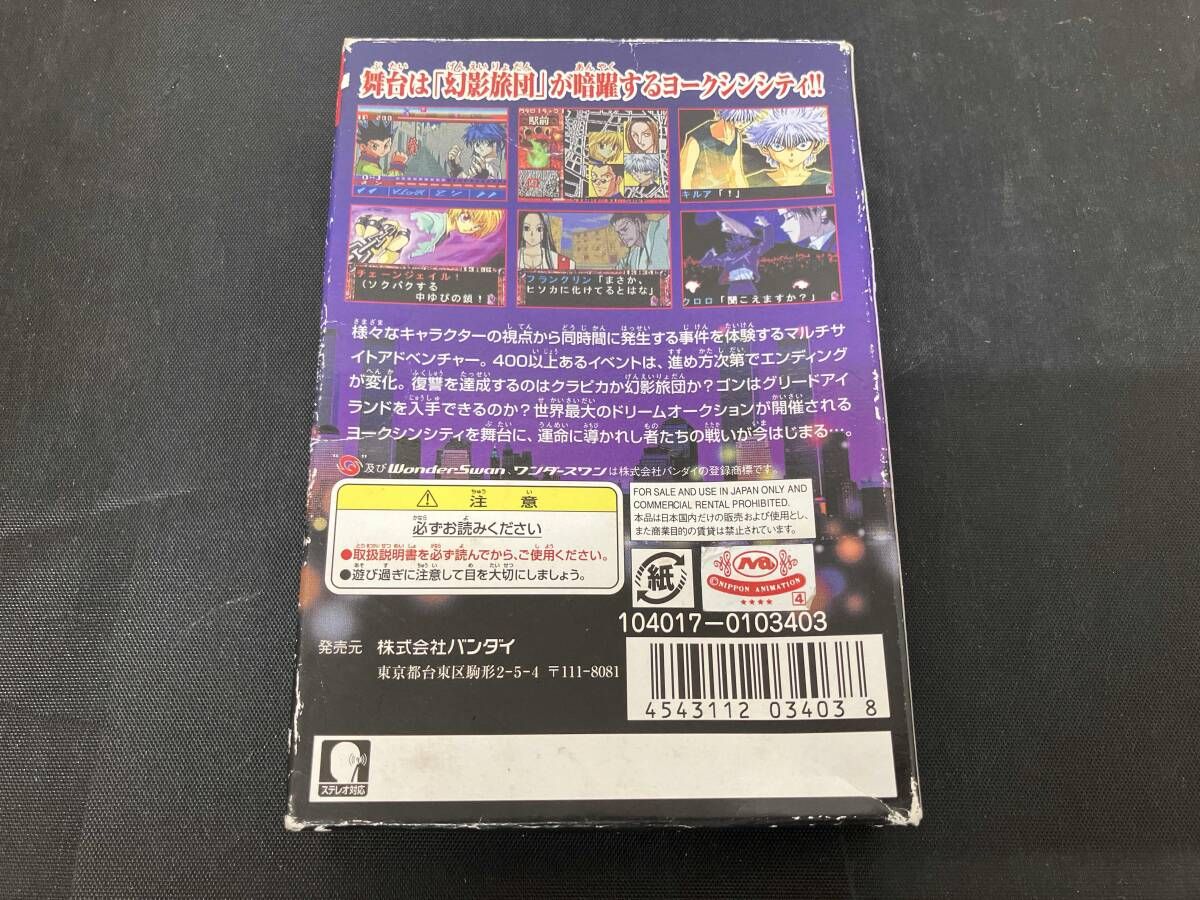 舞台は「幻影旅団」が暗躍するヨークシンシティ!!
駅前
キルア「！」
チェーンジェイル！
(ソクバクする
中ゆびの鎖！
フランクリン「まさか、
ヒソカに化けてるとはな」
クロロ「聞こえますか？」
様々なキャラクターの視点から同時間に発生する事件を体験するマルチサ
イトアドベンチャー。400以上あるイベントは、進め方次第でエンディング
が変化。復讐を達成するのはクラピカか幻影旅団か？ゴンはグリードアイ
ランドを入手できるのか？世界最大のドリームオークションが開催される
ヨークシンシティを舞台に、運命に導かれし者たちの戦いが今はじまる…。
及びWonderSwan、ワンダースワンは株式会社バンダイの登録商標です。
注意
必ずお読みください
●取扱説明書を必ず読んでから、ご使用ください。
●遊び過ぎに注意して目を大切にしましょう。
FOR SALE AND USE IN JAPAN ONLY AND
COMMERCIAL RENTAL PROHIBITED.
本品は日本国内だけの販売および使用とし、
また商業目的の賃貸は禁止されています。
紙
©NIPPON ANIMATION
★★★★ 4
104017-0103403
発売元 株式会社バンダイ
東京都台東区駒形2-5-4 〒111-8081
4543112 03403 8
ステレオ対応